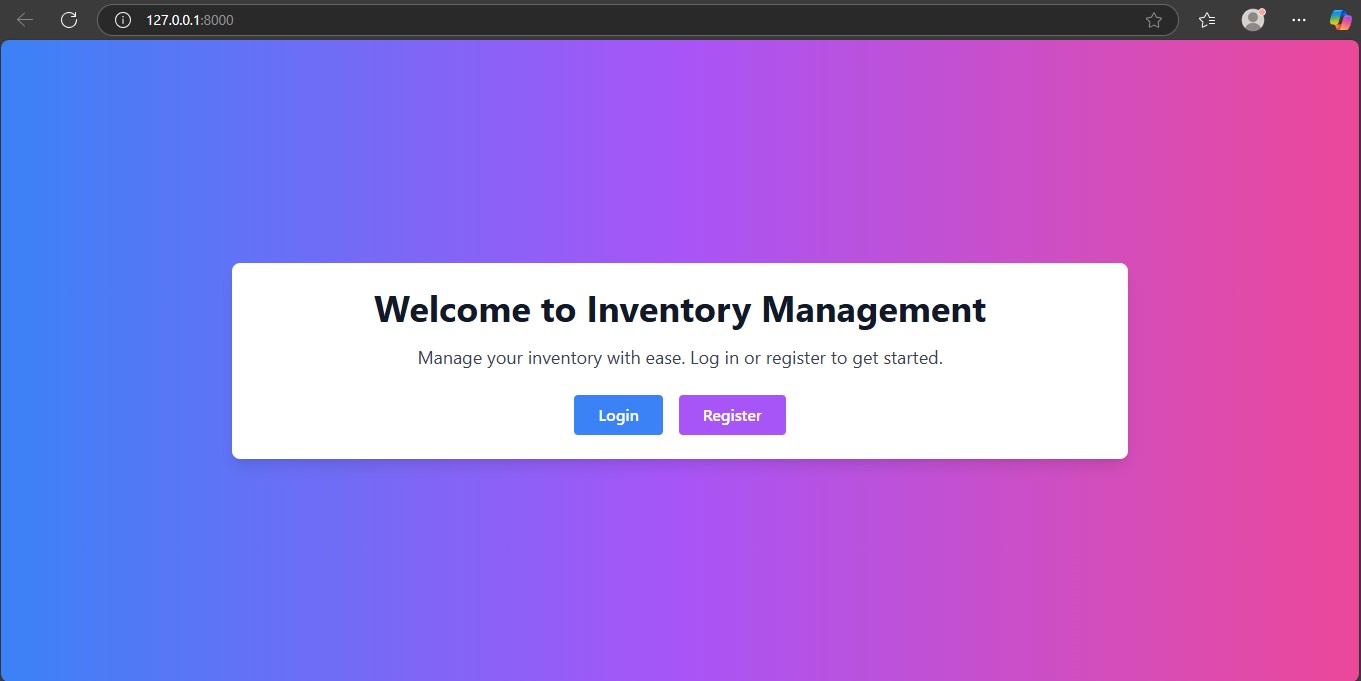 127.0.0.1:8000
Welcome to Inventory Management
Manage your inventory with ease. Log in or register to get started.
Login Register